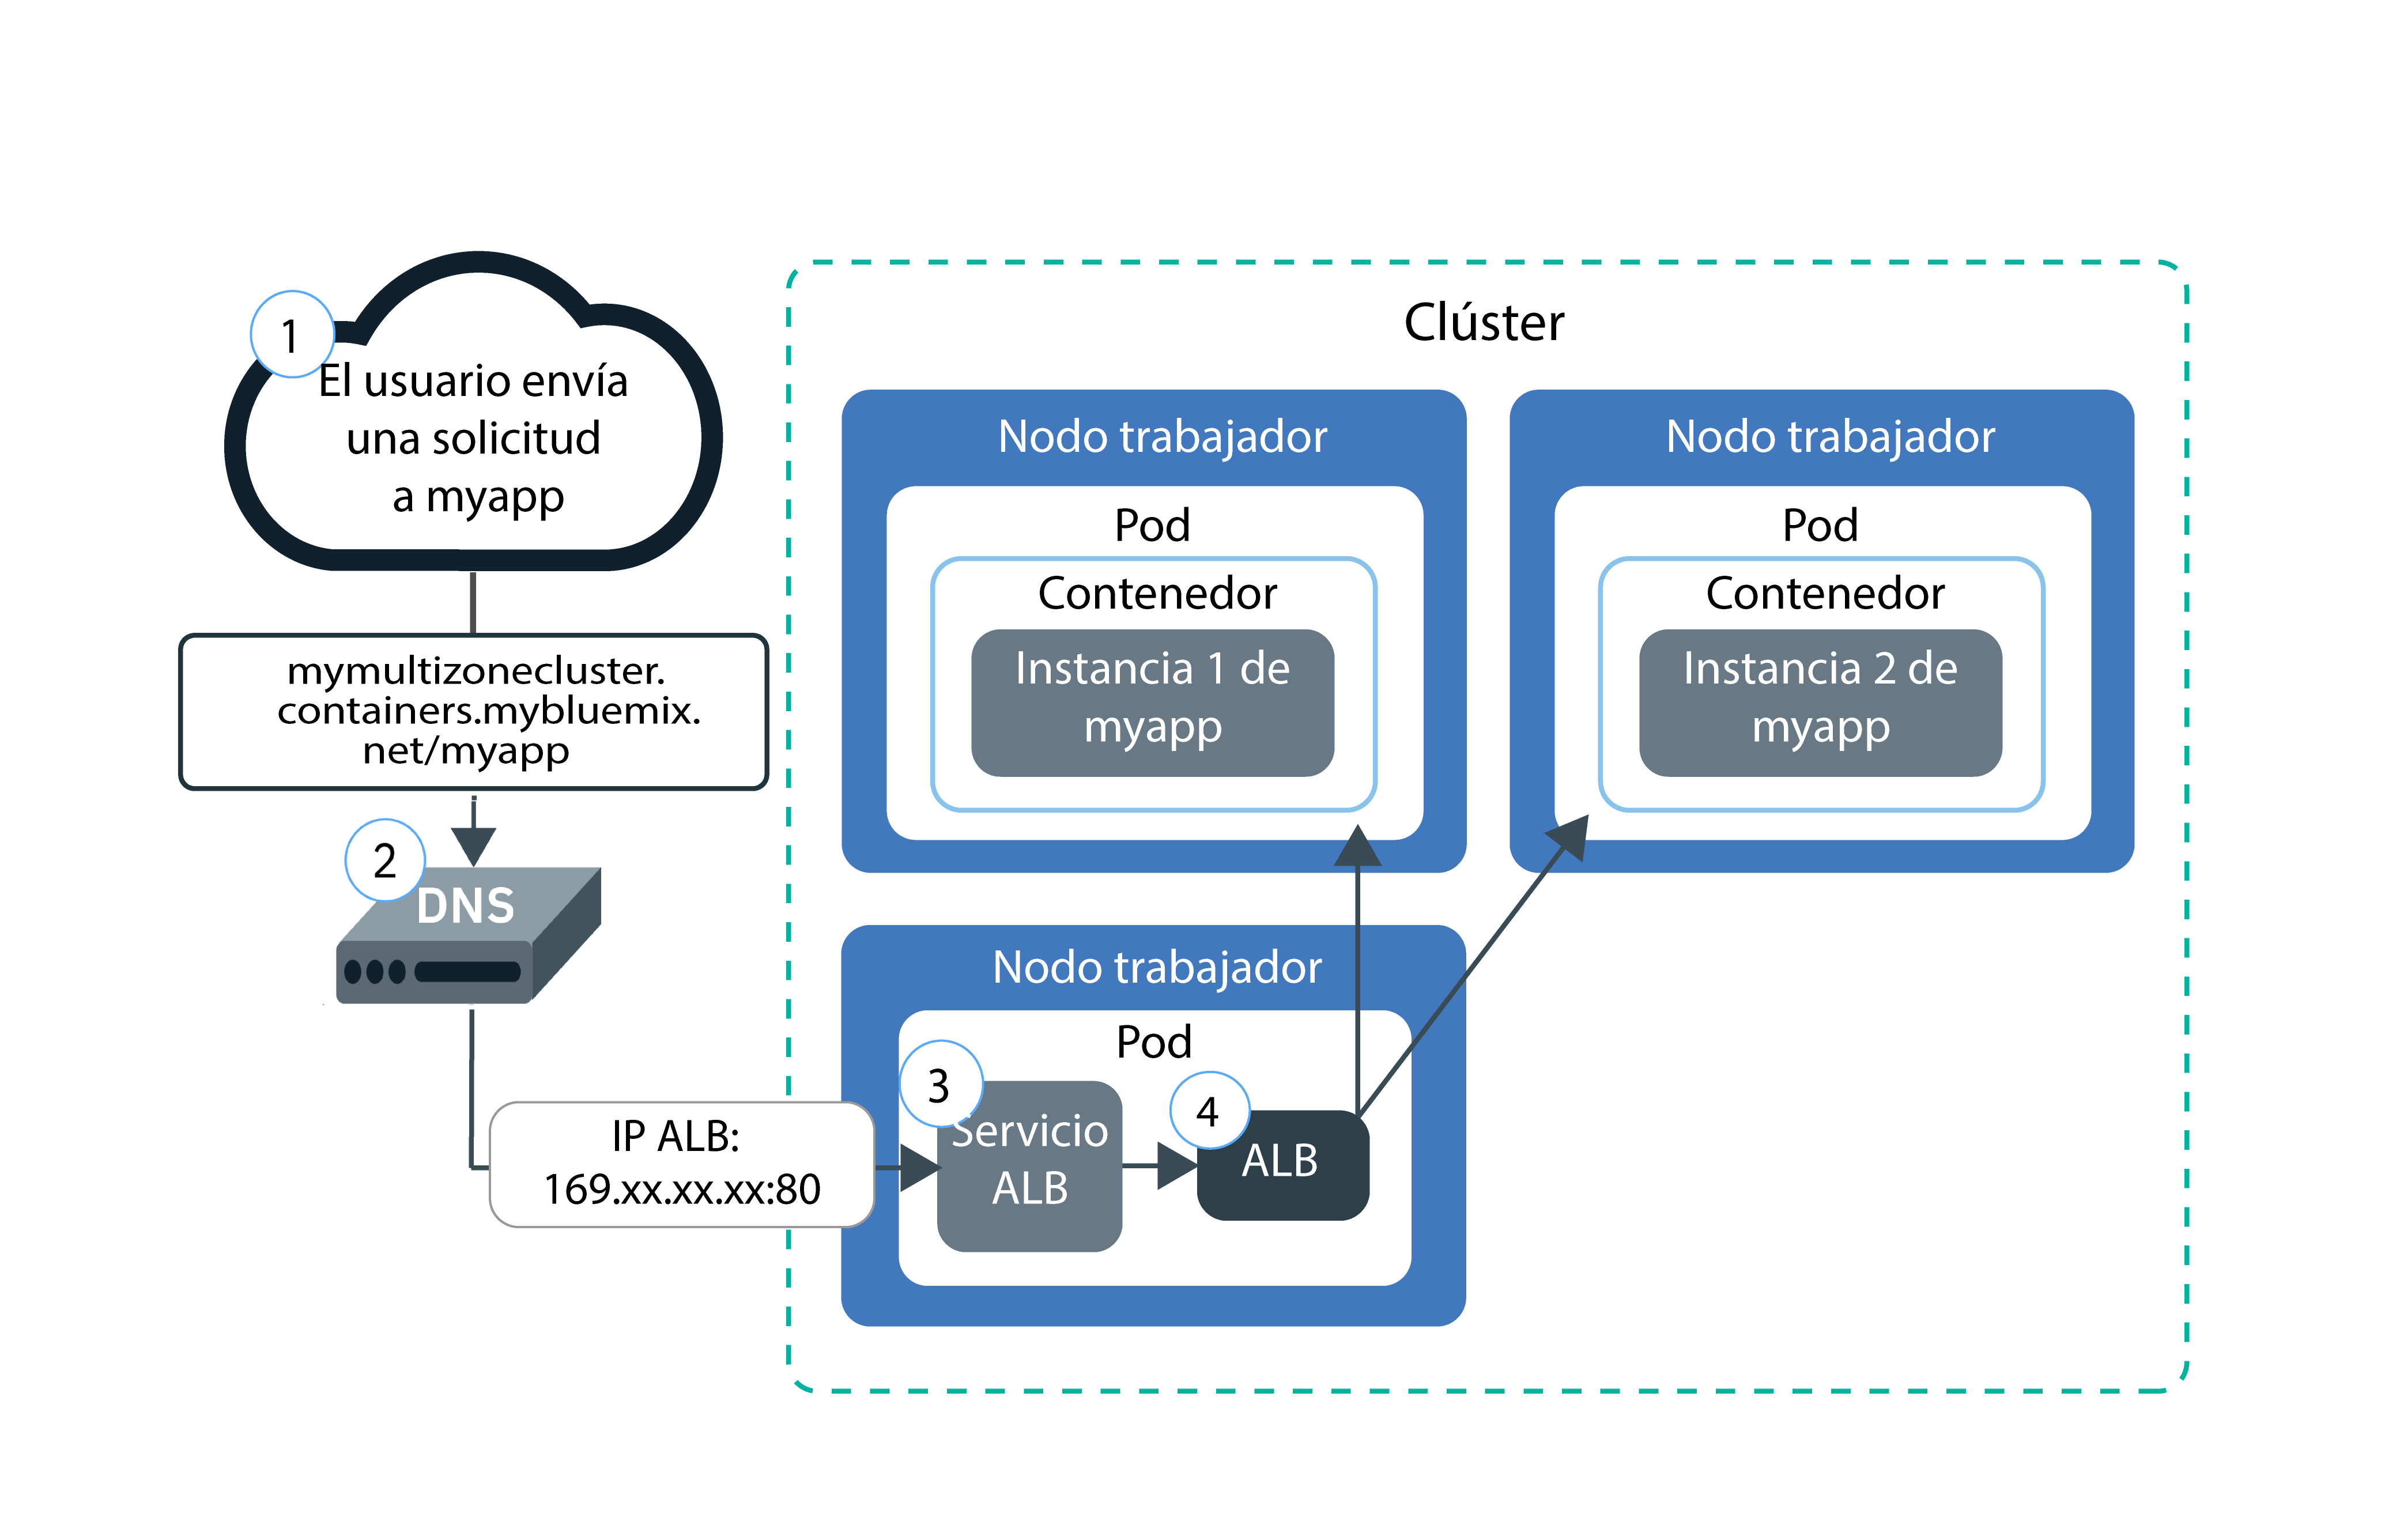 1
El usuario envía
una solicitud
a myapp
mymultizonecluster.
containers.mybluemix.
net/myapp
2
DNS
IP ALB:
169.xx.xx.xx:80
Clúster
Nodo trabajador
Pod
Contenedor
Instancia 1 de
myapp
Nodo trabajador
Pod
Contenedor
Instancia 2 de
myapp
Nodo trabajador
Pod
3
Servicio
ALB
4
ALB